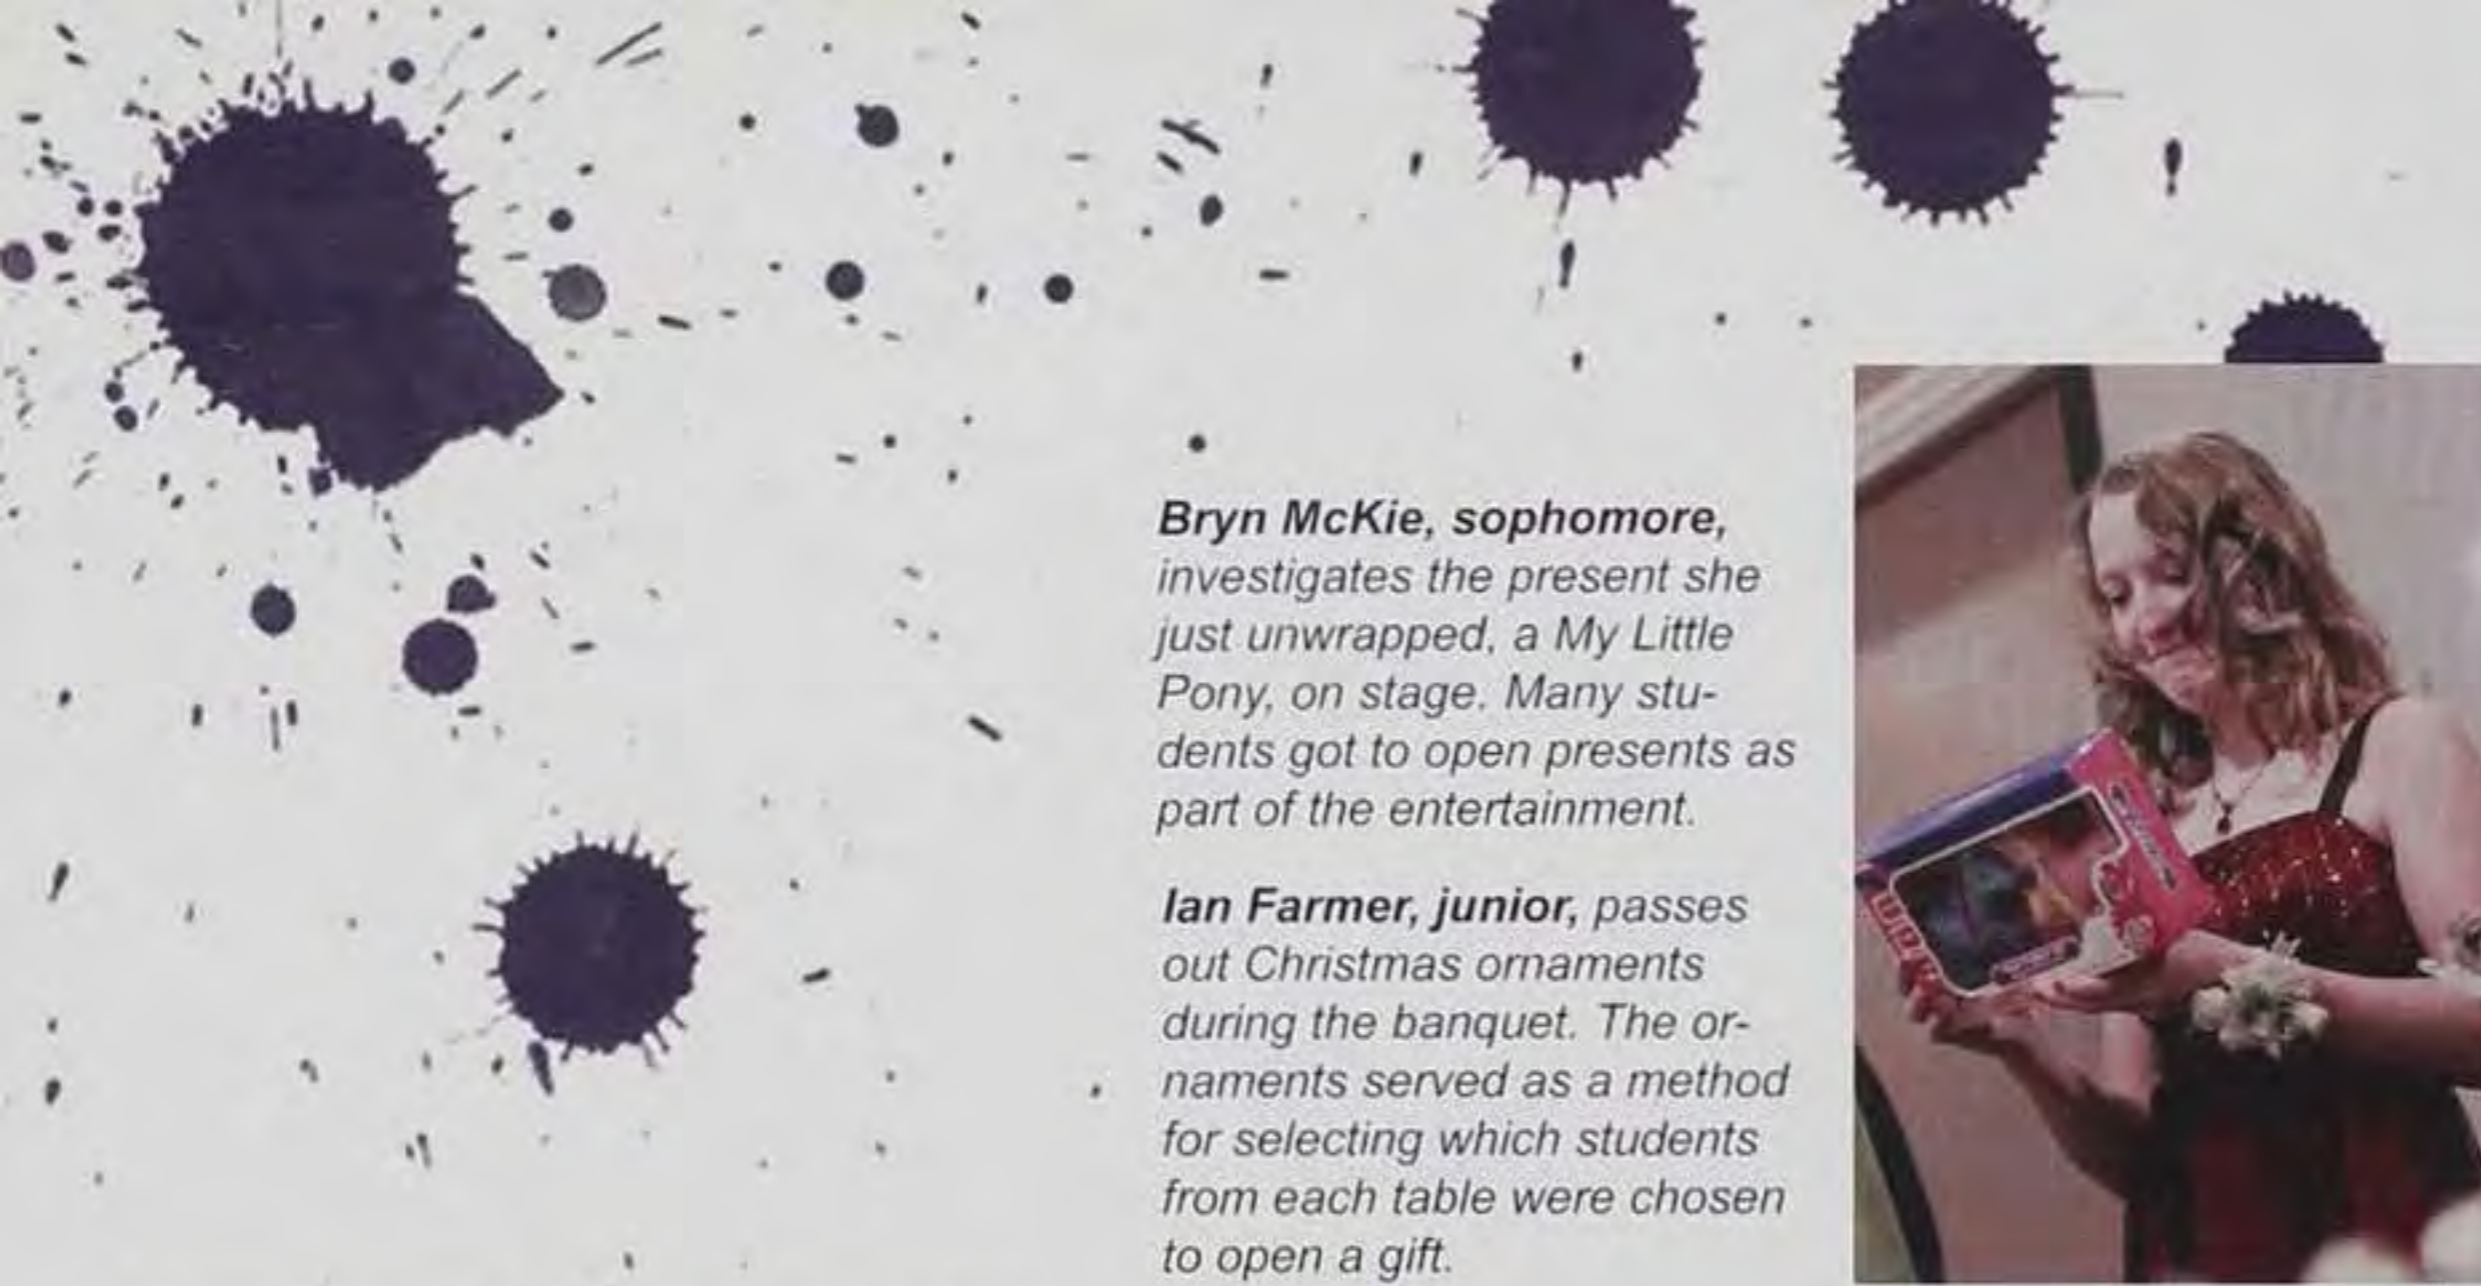 Bryn McKie, sophomore,
investigates the present she
just unwrapped, a My Little
Pony, on stage. Many stu-
dents got to open presents as
part of the entertainment.
Ian Farmer, junior, passes
out Christmas ornaments
during the banquet. The or-
naments served as a method
for selecting which students
from each table were chosen
to open a gift.